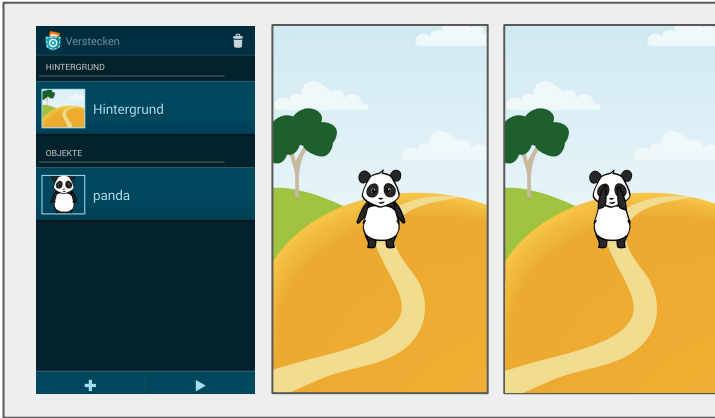 Verstecken
HINTERGRUND
Hintergrund
OBJEKTE
panda